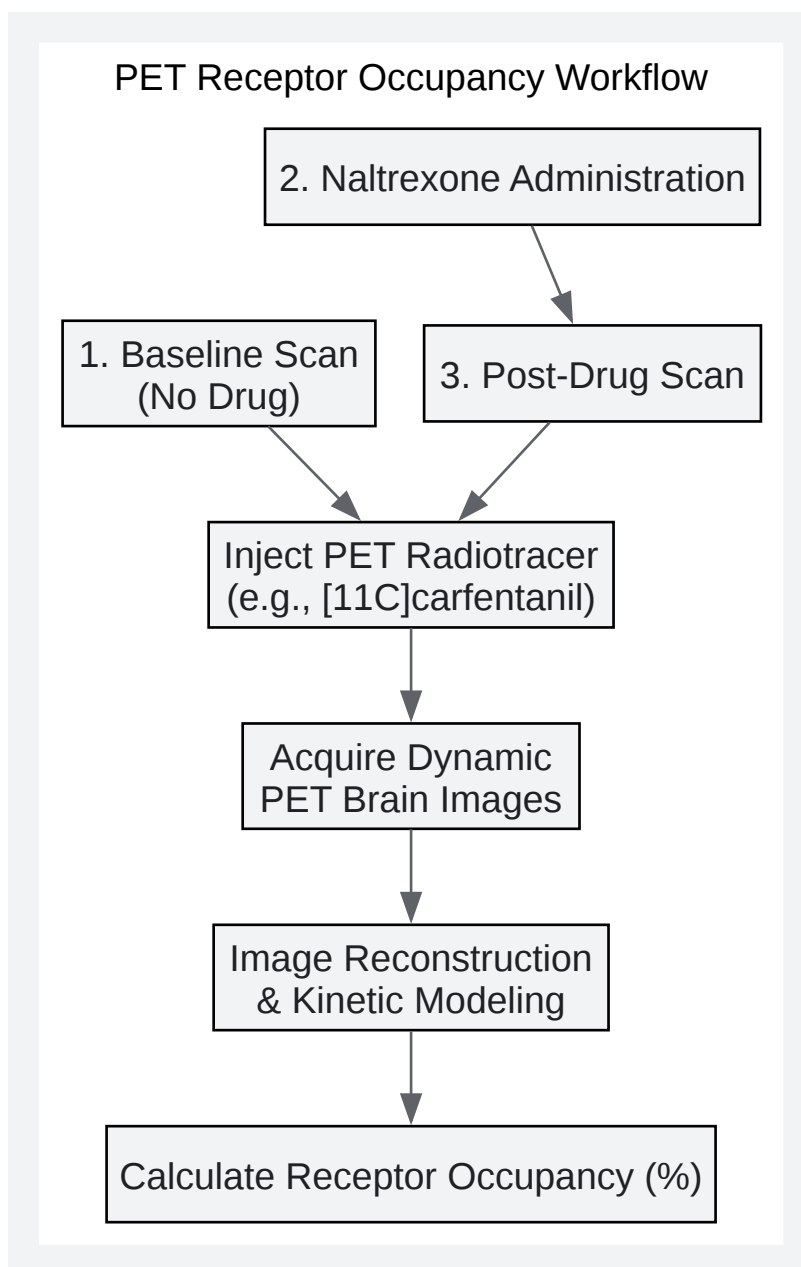 PET Receptor Occupancy Workflow
2. Naltrexone Administration
1. Baseline Scan
(No Drug)
3. Post-Drug Scan
Inject PET Radiotracer
(e.g., [11C]carfentanil)
Acquire Dynamic
PET Brain Images
Image Reconstruction
& Kinetic Modeling
Calculate Receptor Occupancy (%)